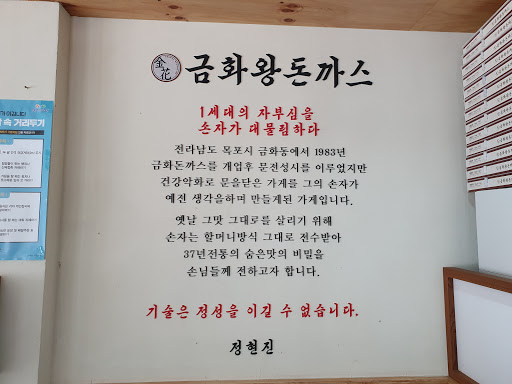 金花 금화왕돈까스
1세대의 자부심을
손자가 대물림하다
전라남도 목포시 금화동에서 1983년
금화돈까스를 개업후 문전성시를 이루었지만
건강악화로 문을닫은 가게를 그의 손자가
예전 생각을하며 만들게된 가게입니다.
옛날 그맛 그대로를 살리기 위해
손자는 할머니방식 그대로 전수받아
37년전통의 숨은맛의 비밀을
손님들께 전하고자 합니다.
기술은 정성을 이길 수 없습니다.
정현진
속 거리두기